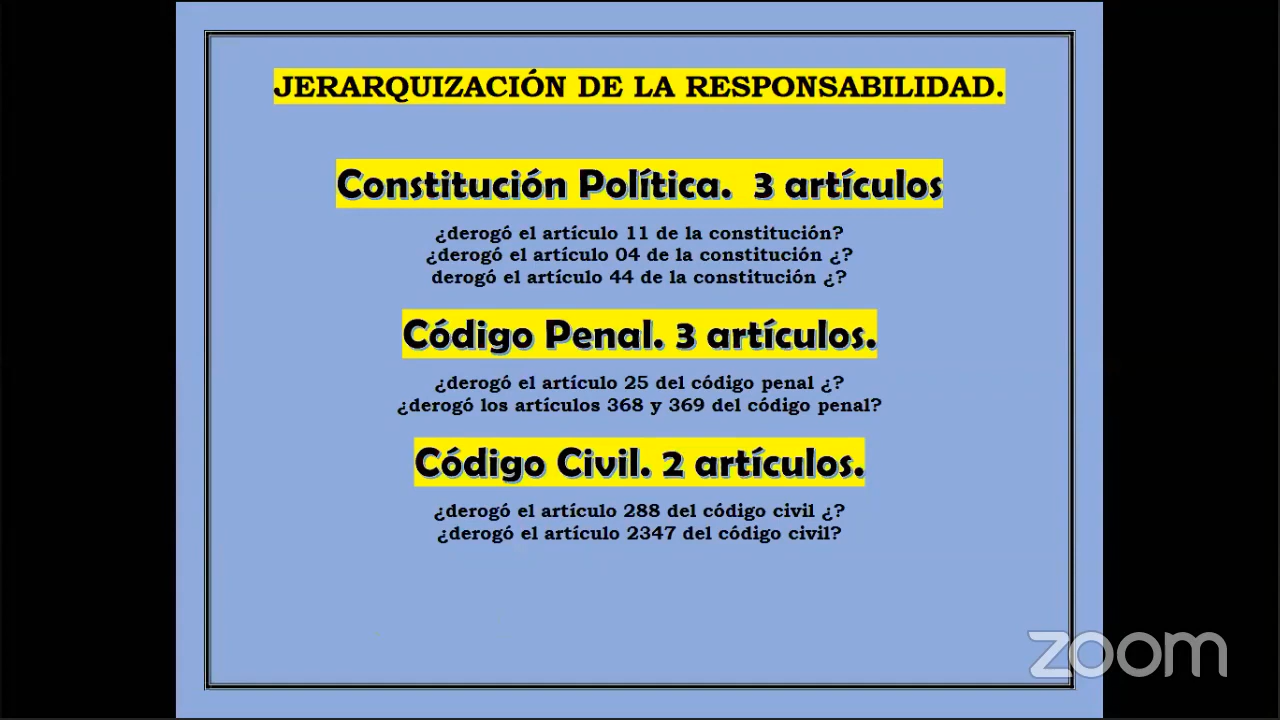 JERARQUIZACIÓN DE LA RESPONSABILIDAD.
Constitución Política. 3 artículos
¿derogó el artículo 11 de la constitución?
¿derogó el artículo 04 de la constitución ¿?
derogó el artículo 44 de la constitución ¿?
Código Penal. 3 artículos.
¿derogó el artículo 25 del código penal ¿?
¿derogó los artículos 368 y 369 del código penal?
Código Civil. 2 artículos.
¿derogó el artículo 288 del código civil ¿?
¿derogó el artículo 2347 del código civil?
zoom